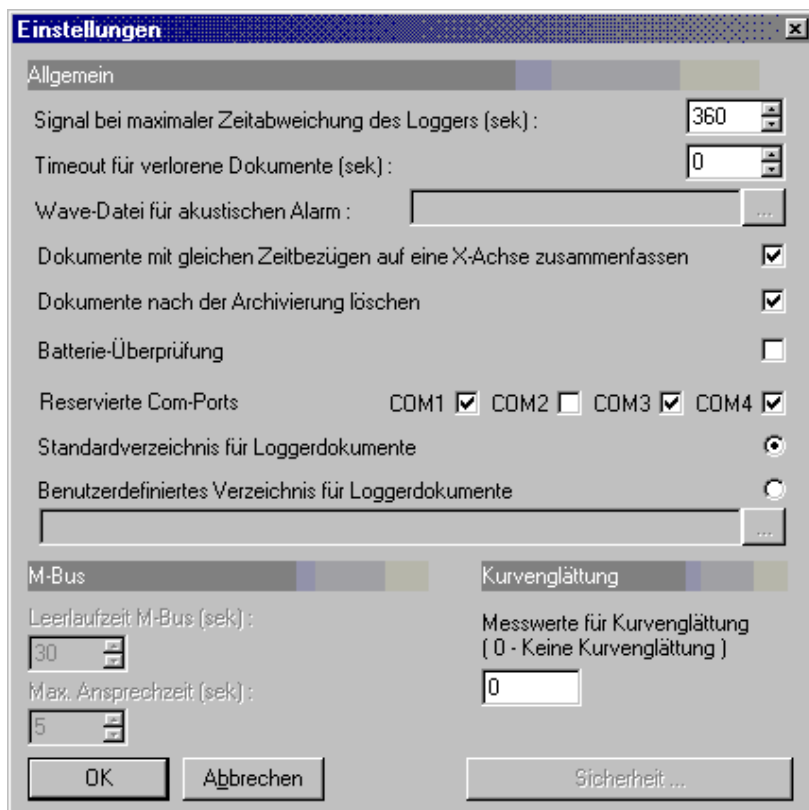 Einstellungen
Allgemein
Signal bei maximaler Zeitabweichung des Loggers (sek) : 360
Timeout für verlorene Dokumente (sek) : 0
Wave-Datei für akustischen Alarm : ...
Dokumente mit gleichen Zeitbezügen auf eine X-Achse zusammenfassen
Dokumente nach der Archivierung löschen
Batterie-Überprüfung
Reservierte Com-Ports COM1 COM2 COM3 COM4
Standardverzeichnis für Loggerdokumente
Benutzerdefiniertes Verzeichnis für Loggerdokumente
...
M-Bus
Leerlaufzeit M-Bus (sek) :
30
Max. Ansprechzeit (sek) :
5
Kurvenglättung
Messwerte für Kurvenglättung
( 0 - Keine Kurvenglättung )
0
OK Abbrechen Sicherheit ...